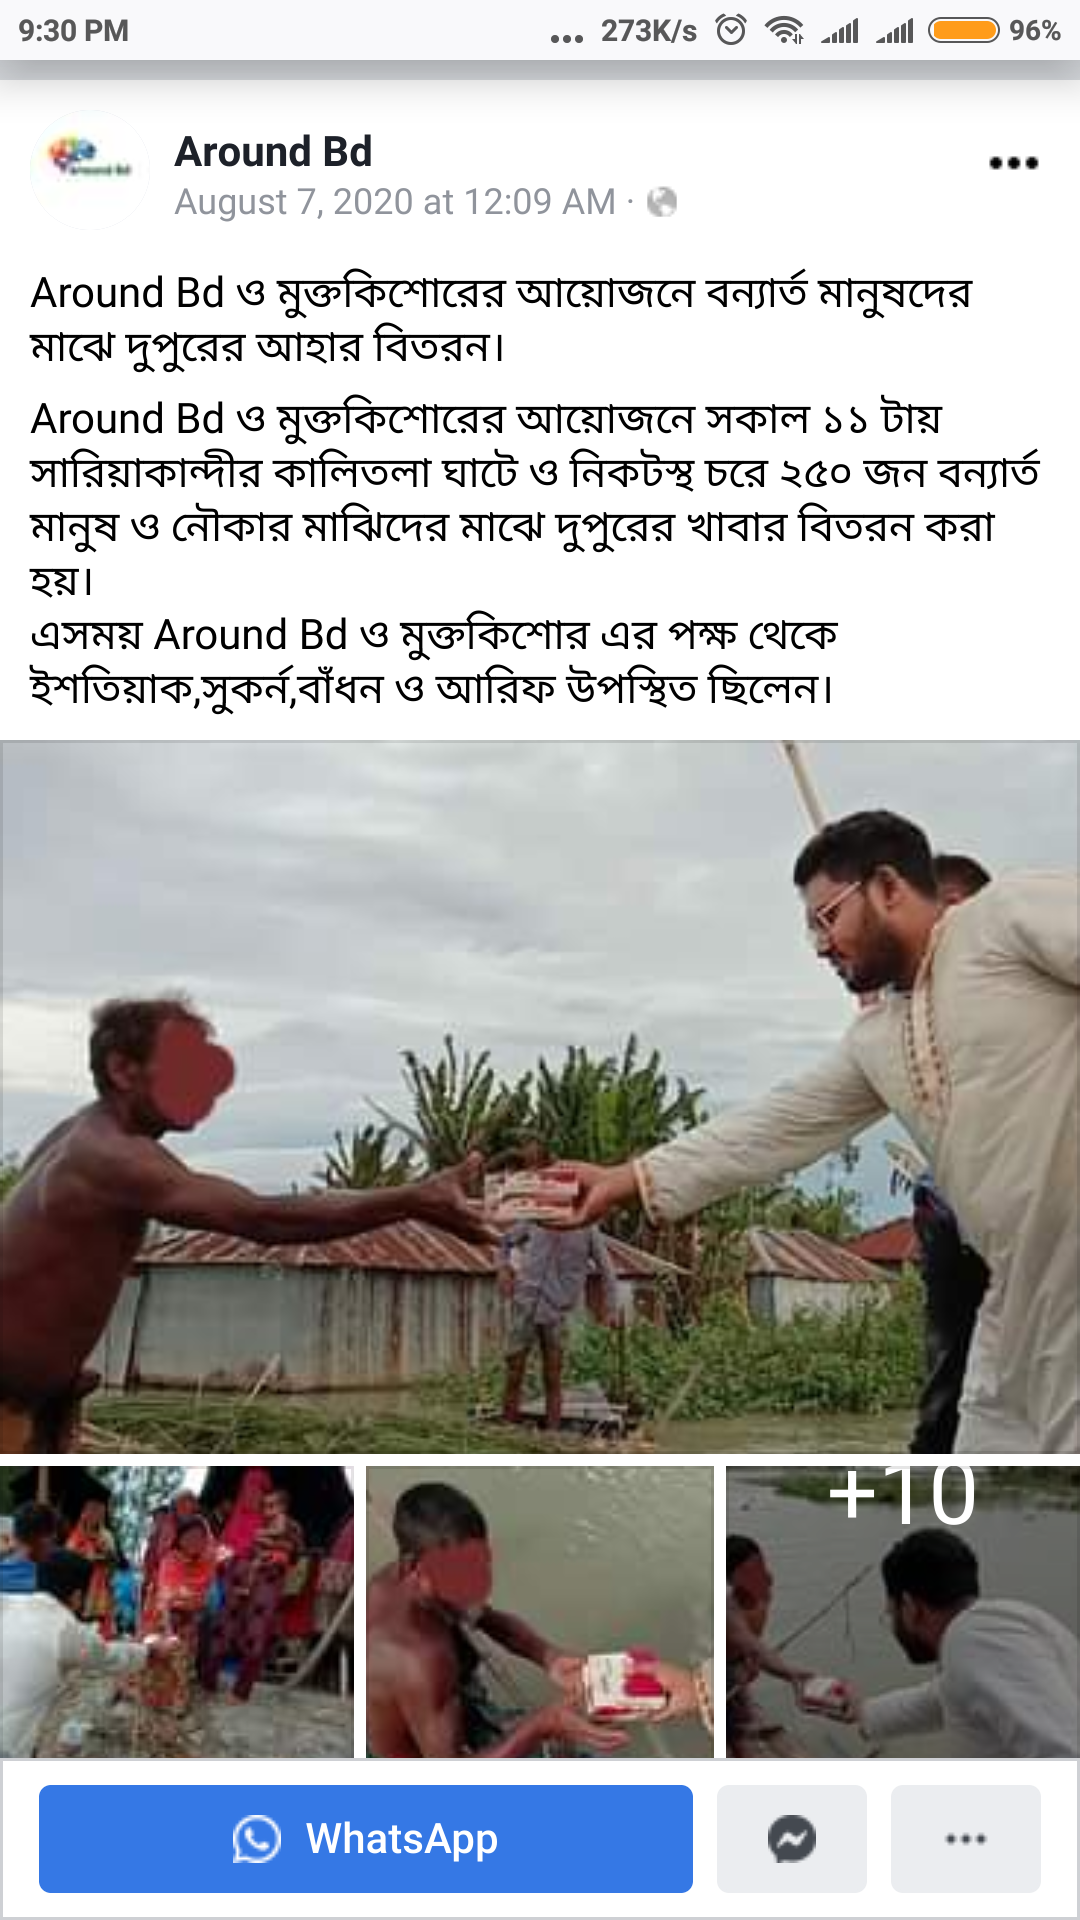 9:30 PM
... 273K/s 96%
Around Bd
August 7, 2020 at 12:09 AM ·
Around Bd ও মুক্তকিশোরের আয়োজনে বন্যার্ত মানুষদের
মাঝে দুপুরের আহার বিতরন।
Around Bd ও মুক্তকিশোরের আয়োজনে সকাল ১১ টায়
সারিয়াকান্দীর কালিতলা ঘাটে ও নিকটস্থ চরে ২৫০ জন বন্যার্ত
মানুষ ও নৌকার মাঝিদের মাঝে দুপুরের খাবার বিতরন করা
হয়।
এসময় Around Bd ও মুক্তকিশোর এর পক্ষ থেকে
ইশতিয়াক,সুকর্ন,বাঁধন ও আরিফ উপস্থিত ছিলেন।
+10
WhatsApp